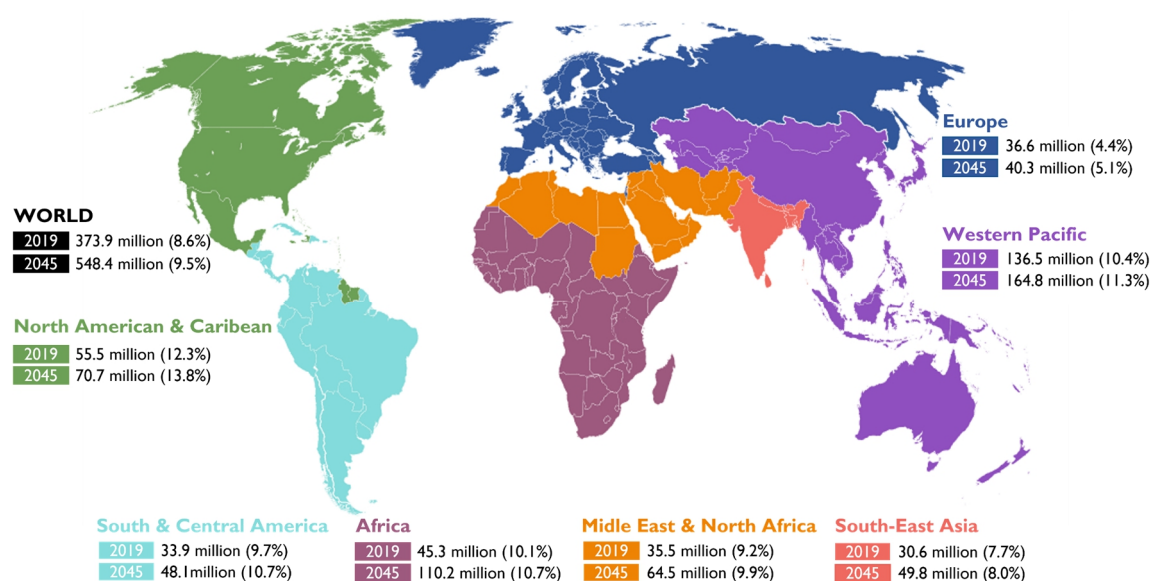 Europe
2019 36.6 million (4.4%)
2045 40.3 million (5.1%)
WORLD
2019 373.9 million (8.6%)
2045 548.4 million (9.5%)
Western Pacific
2019 136.5 million (10.4%)
2045 164.8 million (11.3%)
North American & Caribean
2019 55.5 million (12.3%)
2045 70.7 million (13.8%)
South & Central America
2019 33.9 million (9.7%)
2045 48.1million (10.7%)
Africa
2019 45.3 million (10.1%)
2045 110.2 million (10.7%)
Midle East & North Africa
2019 35.5 million (9.2%)
2045 64.5 million (9.9%)
South-East Asia
2019 30.6 million (7.7%)
2045 49.8 million (8.0%)